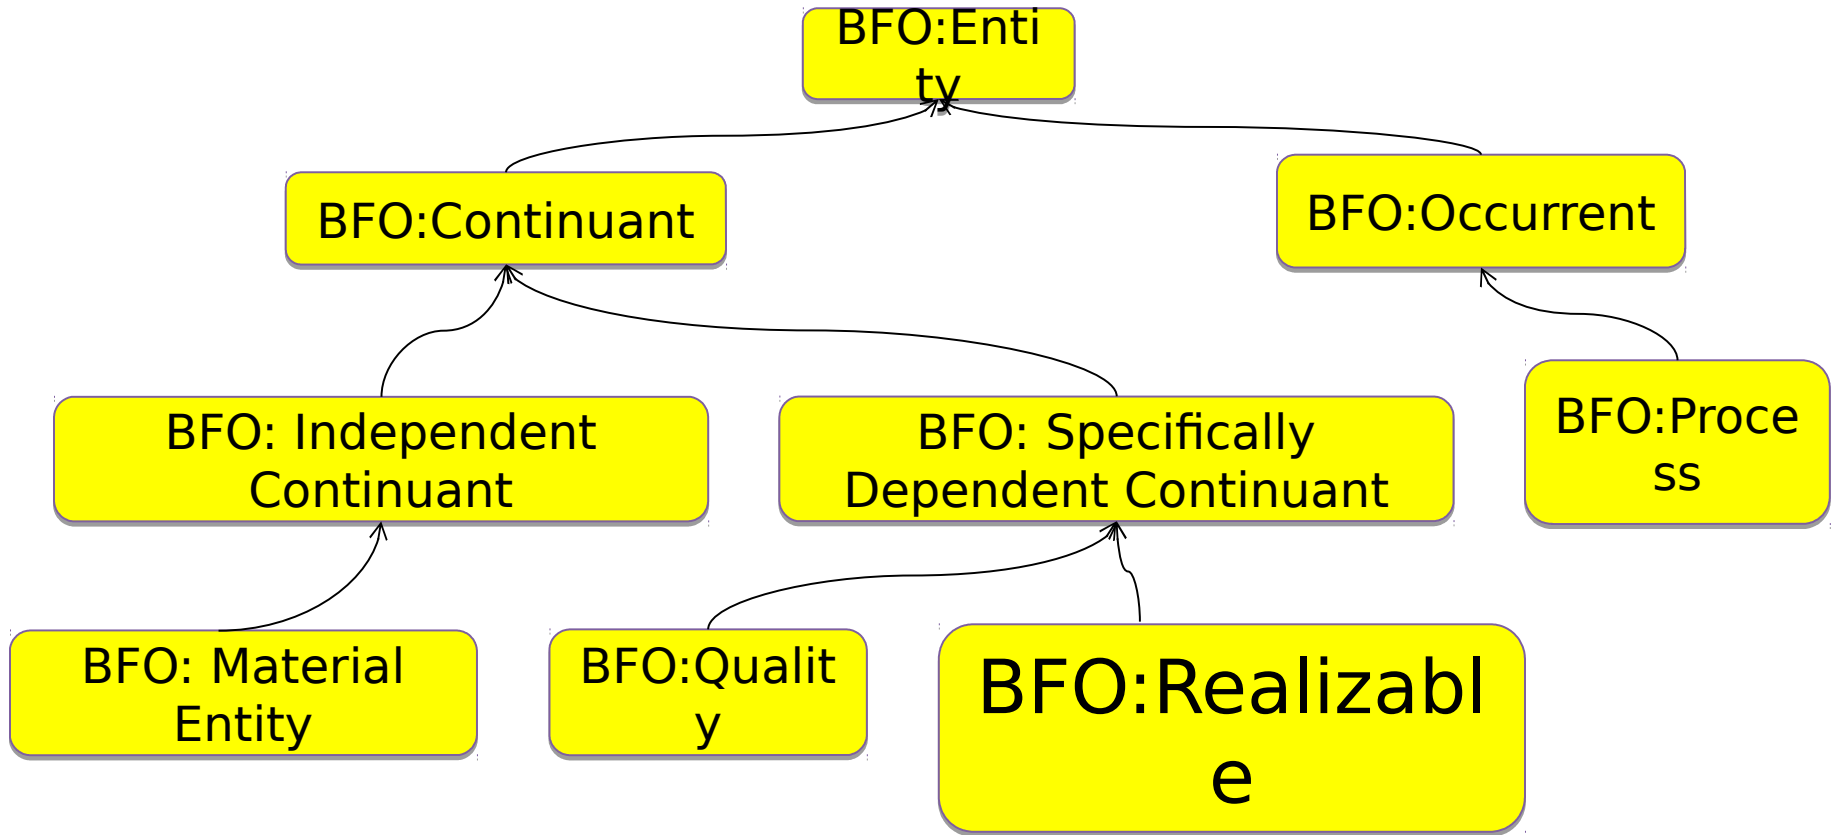 BFO:Enti
ty
BFO:Continuant
BFO:Occurrent
BFO: Independent
Continuant
BFO: Specifically
Dependent Continuant
BFO:Proce
ss
BFO: Material
Entity
BFO:Qualit
y
BFO:Realizabl
e